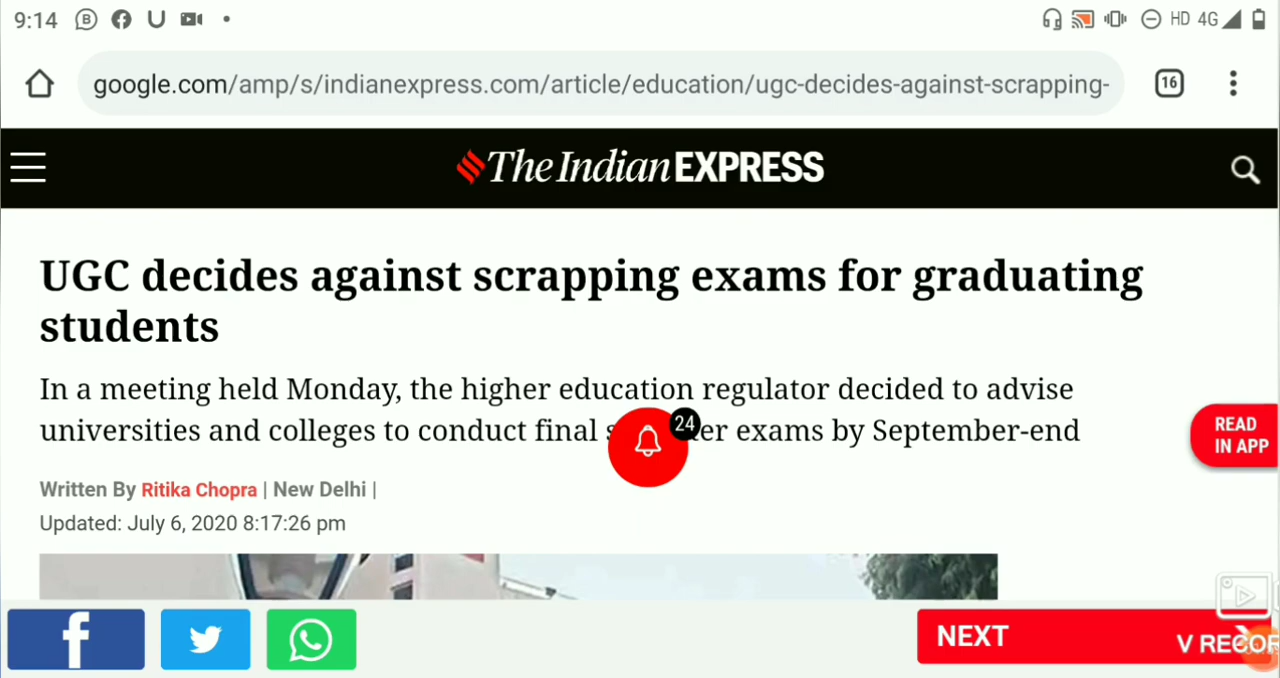 9:14 B HD 4G
google.com/amp/s/indianexpress.com/article/education/ugc-decides-against-scrapping-
16
The Indian EXPRESS
UGC decides against scrapping exams for graduating
students
In a meeting held Monday, the higher education regulator decided to advise
universities and colleges to conduct final exams by September-end
24
READ
IN APP
Written By Ritika Chopra | New Delhi |
Updated: July 6, 2020 8:17:26 pm
NEXT
V RECOR